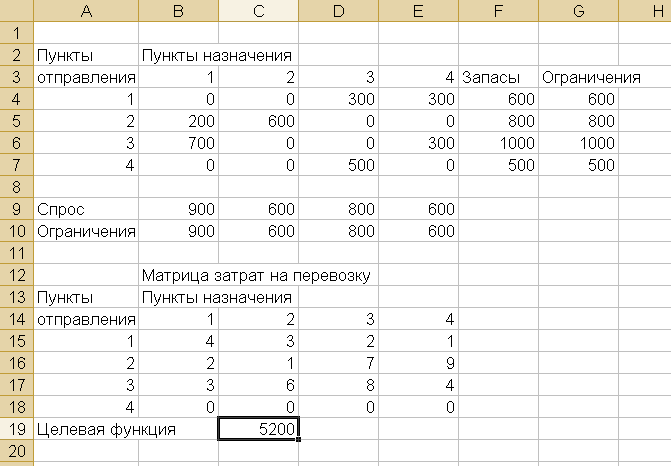 A B C D E F G H
1
2 Пункты Пункты назначения
3 отправления 1 2 3 4 Запасы Ограничения
4 1 0 0 300 300 600 600
5 2 200 600 0 0 800 800
6 3 700 0 0 300 1000 1000
7 4 0 0 500 0 500 500
8
9 Спрос 900 600 800 600
10 Ограничения 900 600 800 600
11
12 Матрица затрат на перевозку
13 Пункты Пункты назначения
14 отправления 1 2 3 4
15 1 4 3 2 1
16 2 2 1 7 9
17 3 3 6 8 4
18 4 0 0 0 0
19 Целевая функция 5200
20